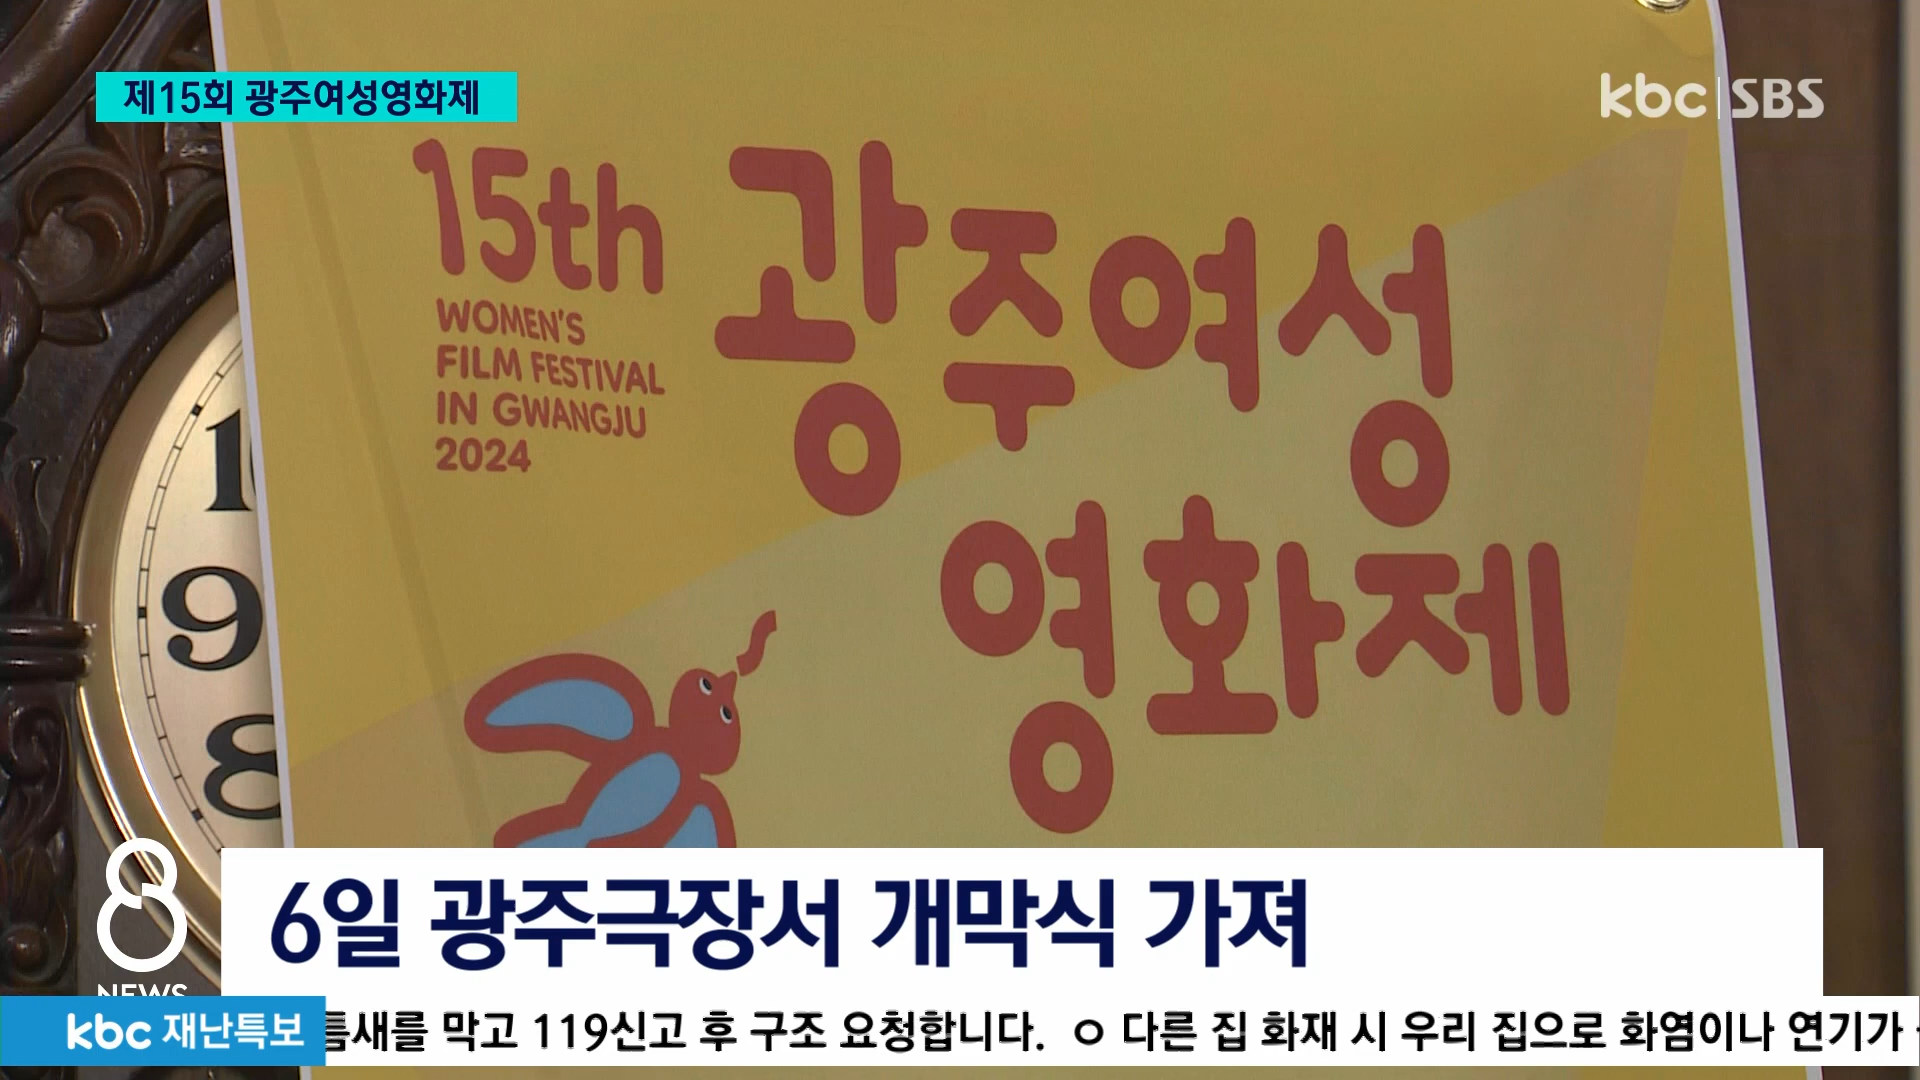 제15회 광주여성영화제
kbc SBS
15th
WOMEN'S
FILM FESTIVAL
IN GWANGJU
2024
광주여성
영화제
9
8
8
NEWS
6일 광주극장서 개막식 가져
kbc 재난특보
틈새를 막고 119신고 후 구조 요청합니다. ㅇ 다른 집 화재 시 우리 집으로 화염이나 연기가